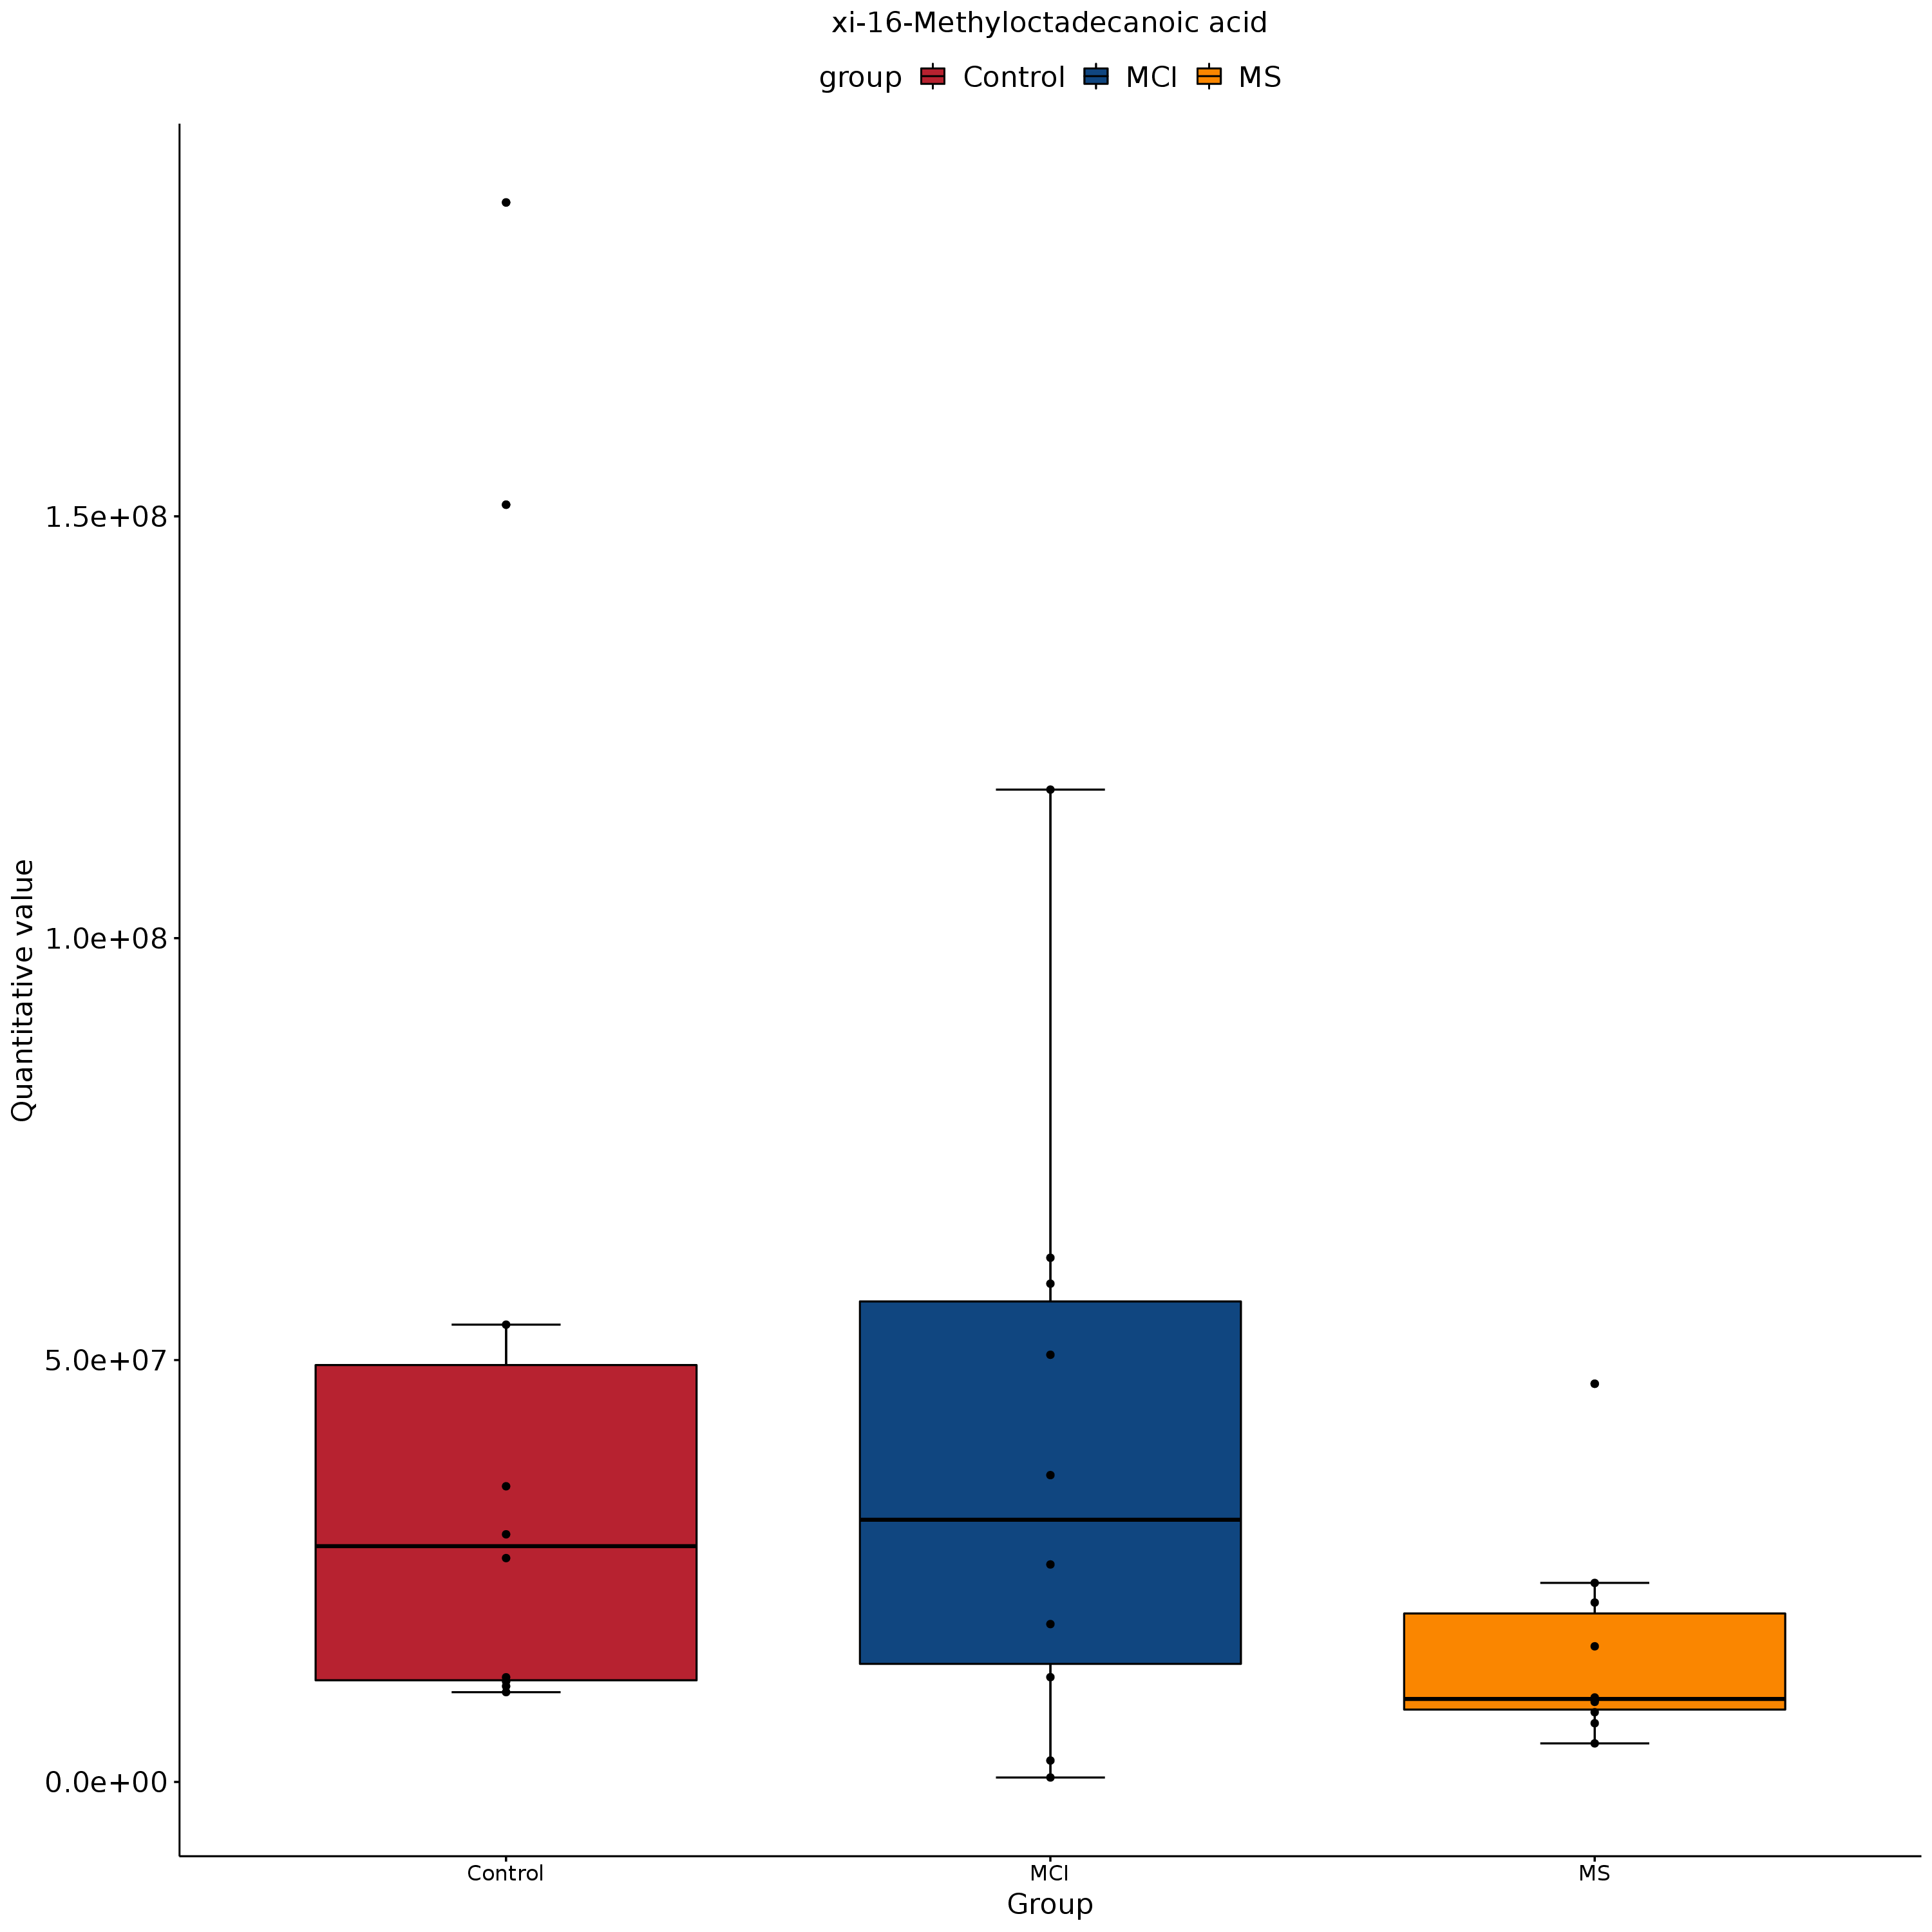 xi-16-Methyloctadecanoic acid
group Control MCI MS
Quantitative value
1.5e+08
1.0e+08
5.0e+07
0.0e+00
Control MCI MS
Group